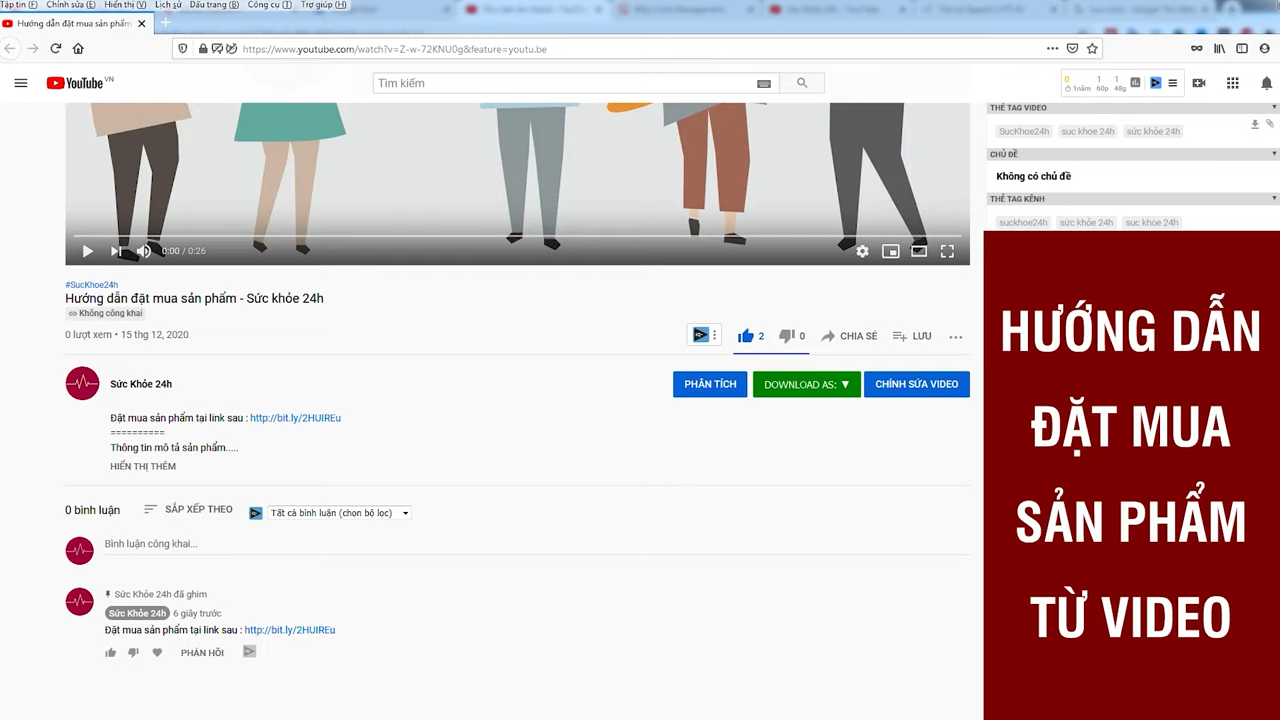 Tập tin (F) Chỉnh sửa (E) Hiển thị (V) Lịch sử Dấu trang (B) Công cụ (T) Trợ giúp (H)
Hướng dẫn đặt mua sản phẩm
https://www.youtube.com/watch?v=Z-w-72KNU0g&feature=youtu.be
YouTube VN
Tìm kiếm
0 1 1
1năm 60p 48g
THẺ TAG VIDEO
SucKhoe24h suc khoe 24h sức khỏe 24h
CHỦ ĐỀ
Không có chủ đề
THẺ TAG KÊNH
suckhoe24h sức khỏe 24h suc khoe 24h
0:00 / 0:26
#SucKhoe24h
Hướng dẫn đặt mua sản phẩm - Sức khỏe 24h
Không công khai
0 lượt xem • 15 thg 12, 2020
2 0 CHIA SẺ LƯU
Sức Khỏe 24h
PHÂN TÍCH DOWNLOAD AS: ▼ CHỈNH SỬA VIDEO
Đặt mua sản phẩm tại link sau : http://bit.ly/2HUIREu
==========
Thông tin mô tả sản phẩm.....
HIỂN THỊ THÊM
0 bình luận SẮP XẾP THEO Tất cả bình luận (chọn bộ lọc)
Bình luận công khai...
Sức Khỏe 24h đã ghim
Sức Khỏe 24h 6 giây trước
Đặt mua sản phẩm tại link sau : http://bit.ly/2HUIREu
PHẢN HỒI
HƯỚNG DẪN
ĐẶT MUA
SẢN PHẨM
TỪ VIDEO